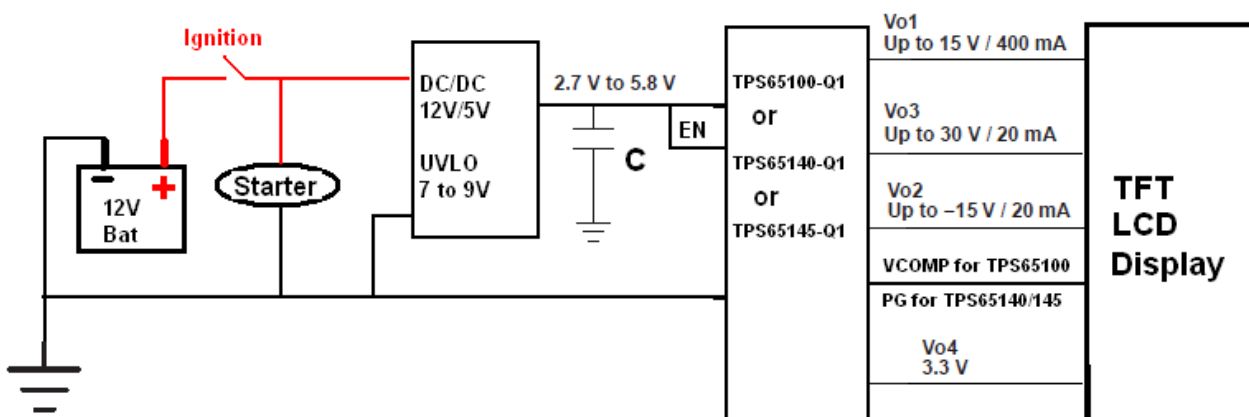 Ignition
−
+
12V
Bat
Starter
DC/DC
12V/5V
UVLO
7 to 9V
2.7 V to 5.8 V
C
EN
TPS65100-Q1
or
TPS65140-Q1
or
TPS65145-Q1
Vo1
Up to 15 V / 400 mA
Vo3
Up to 30 V / 20 mA
Vo2
Up to −15 V / 20 mA
VCOMP for TPS65100
PG for TPS65140/145
Vo4
3.3 V
TFT
LCD
Display